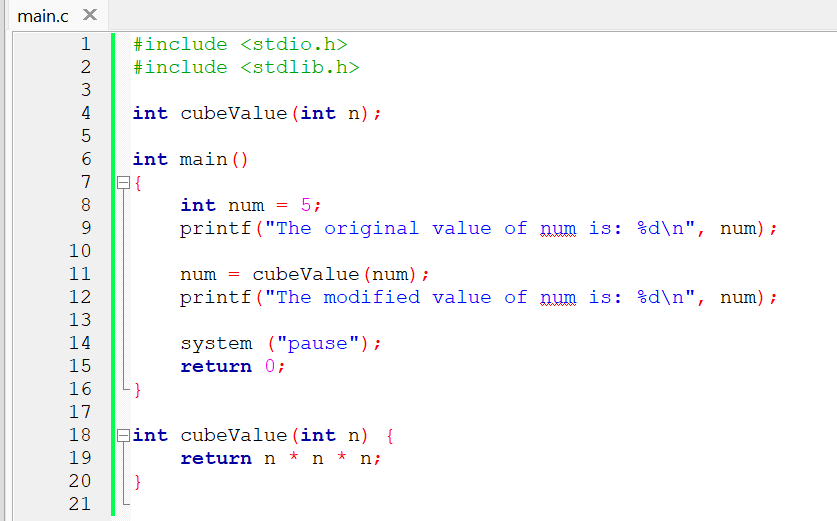 main.c
1 #include <stdio.h>
2 #include <stdlib.h>
3
4 int cubeValue(int n);
5
6 int main()
7 {
8     int num = 5;
9     printf("The original value of num is: %d\n", num);
10
11     num = cubeValue(num);
12     printf("The modified value of num is: %d\n", num);
13
14     system ("pause");
15     return 0;
16 }
17
18 int cubeValue(int n) {
19     return n * n * n;
20 }
21